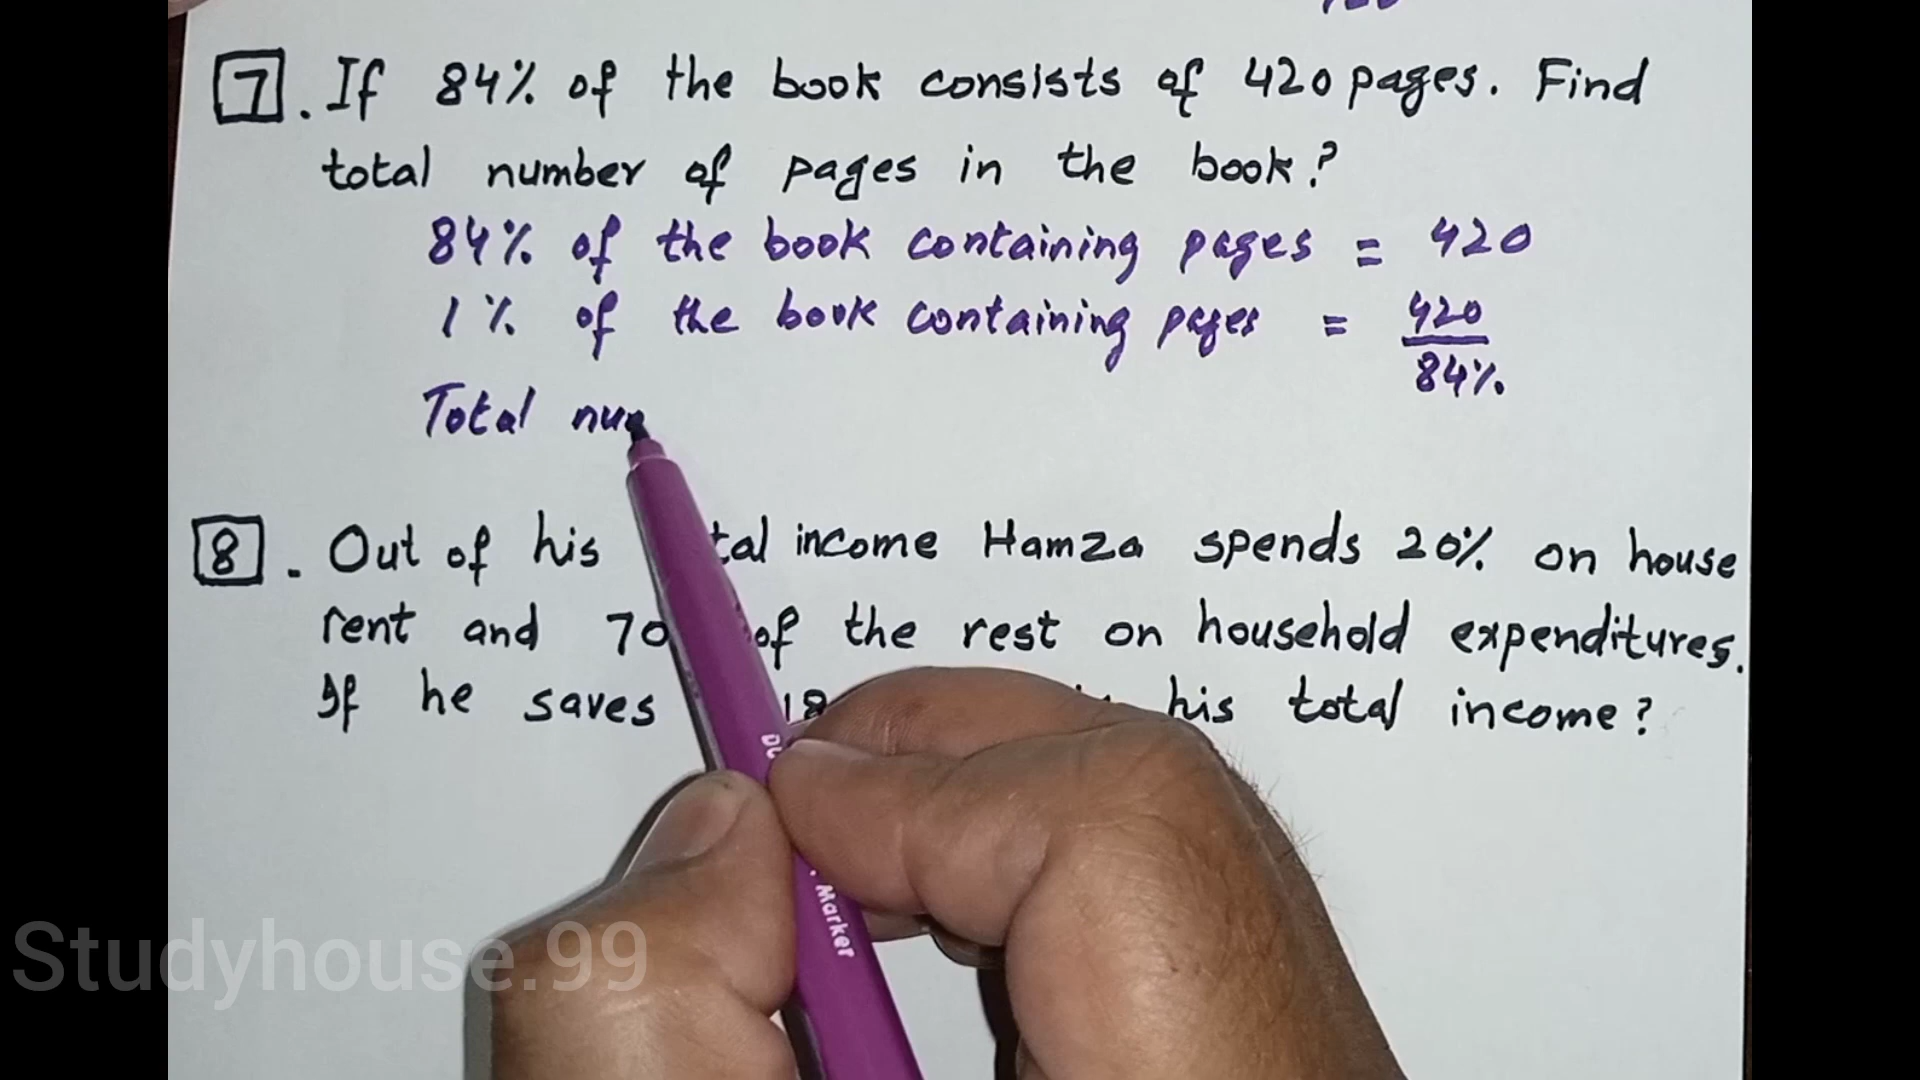 7. If 84% of the book consists of 420 pages. Find
total number of pages in the book?
84% of the book containing pages = 420
1% of the book containing pages = 420
84%
Total num
8. Out of his income Hamza spends 20% on house
rent and 70 of the rest on household expenditures.
If he saves 18 his total income?
Marker
Studyhouse.99